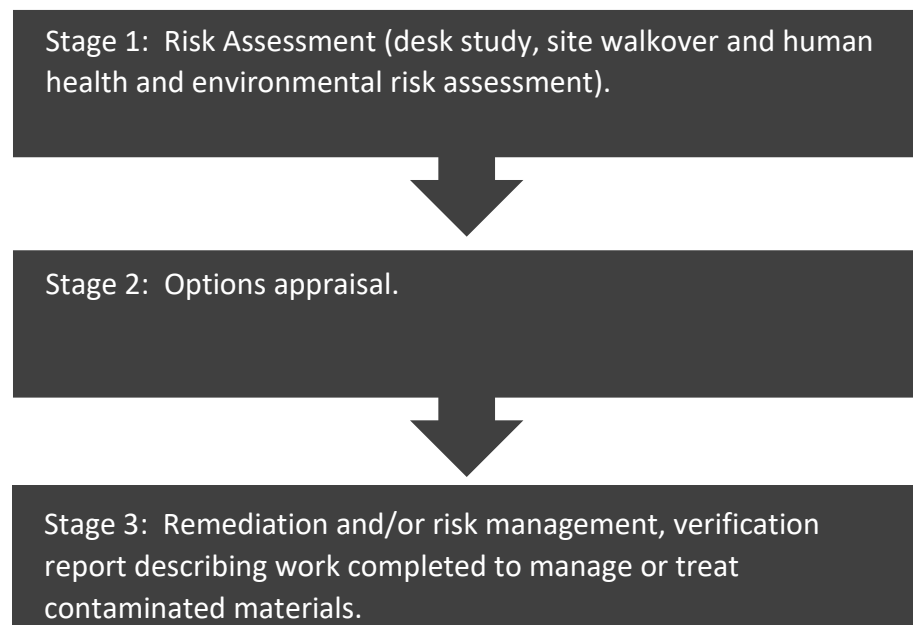 Stage 1:  Risk Assessment (desk study, site walkover and human
health and environmental risk assessment).
Stage 2:  Options appraisal.
Stage 3:  Remediation and/or risk management, verification
report describing work completed to manage or treat
contaminated materials.